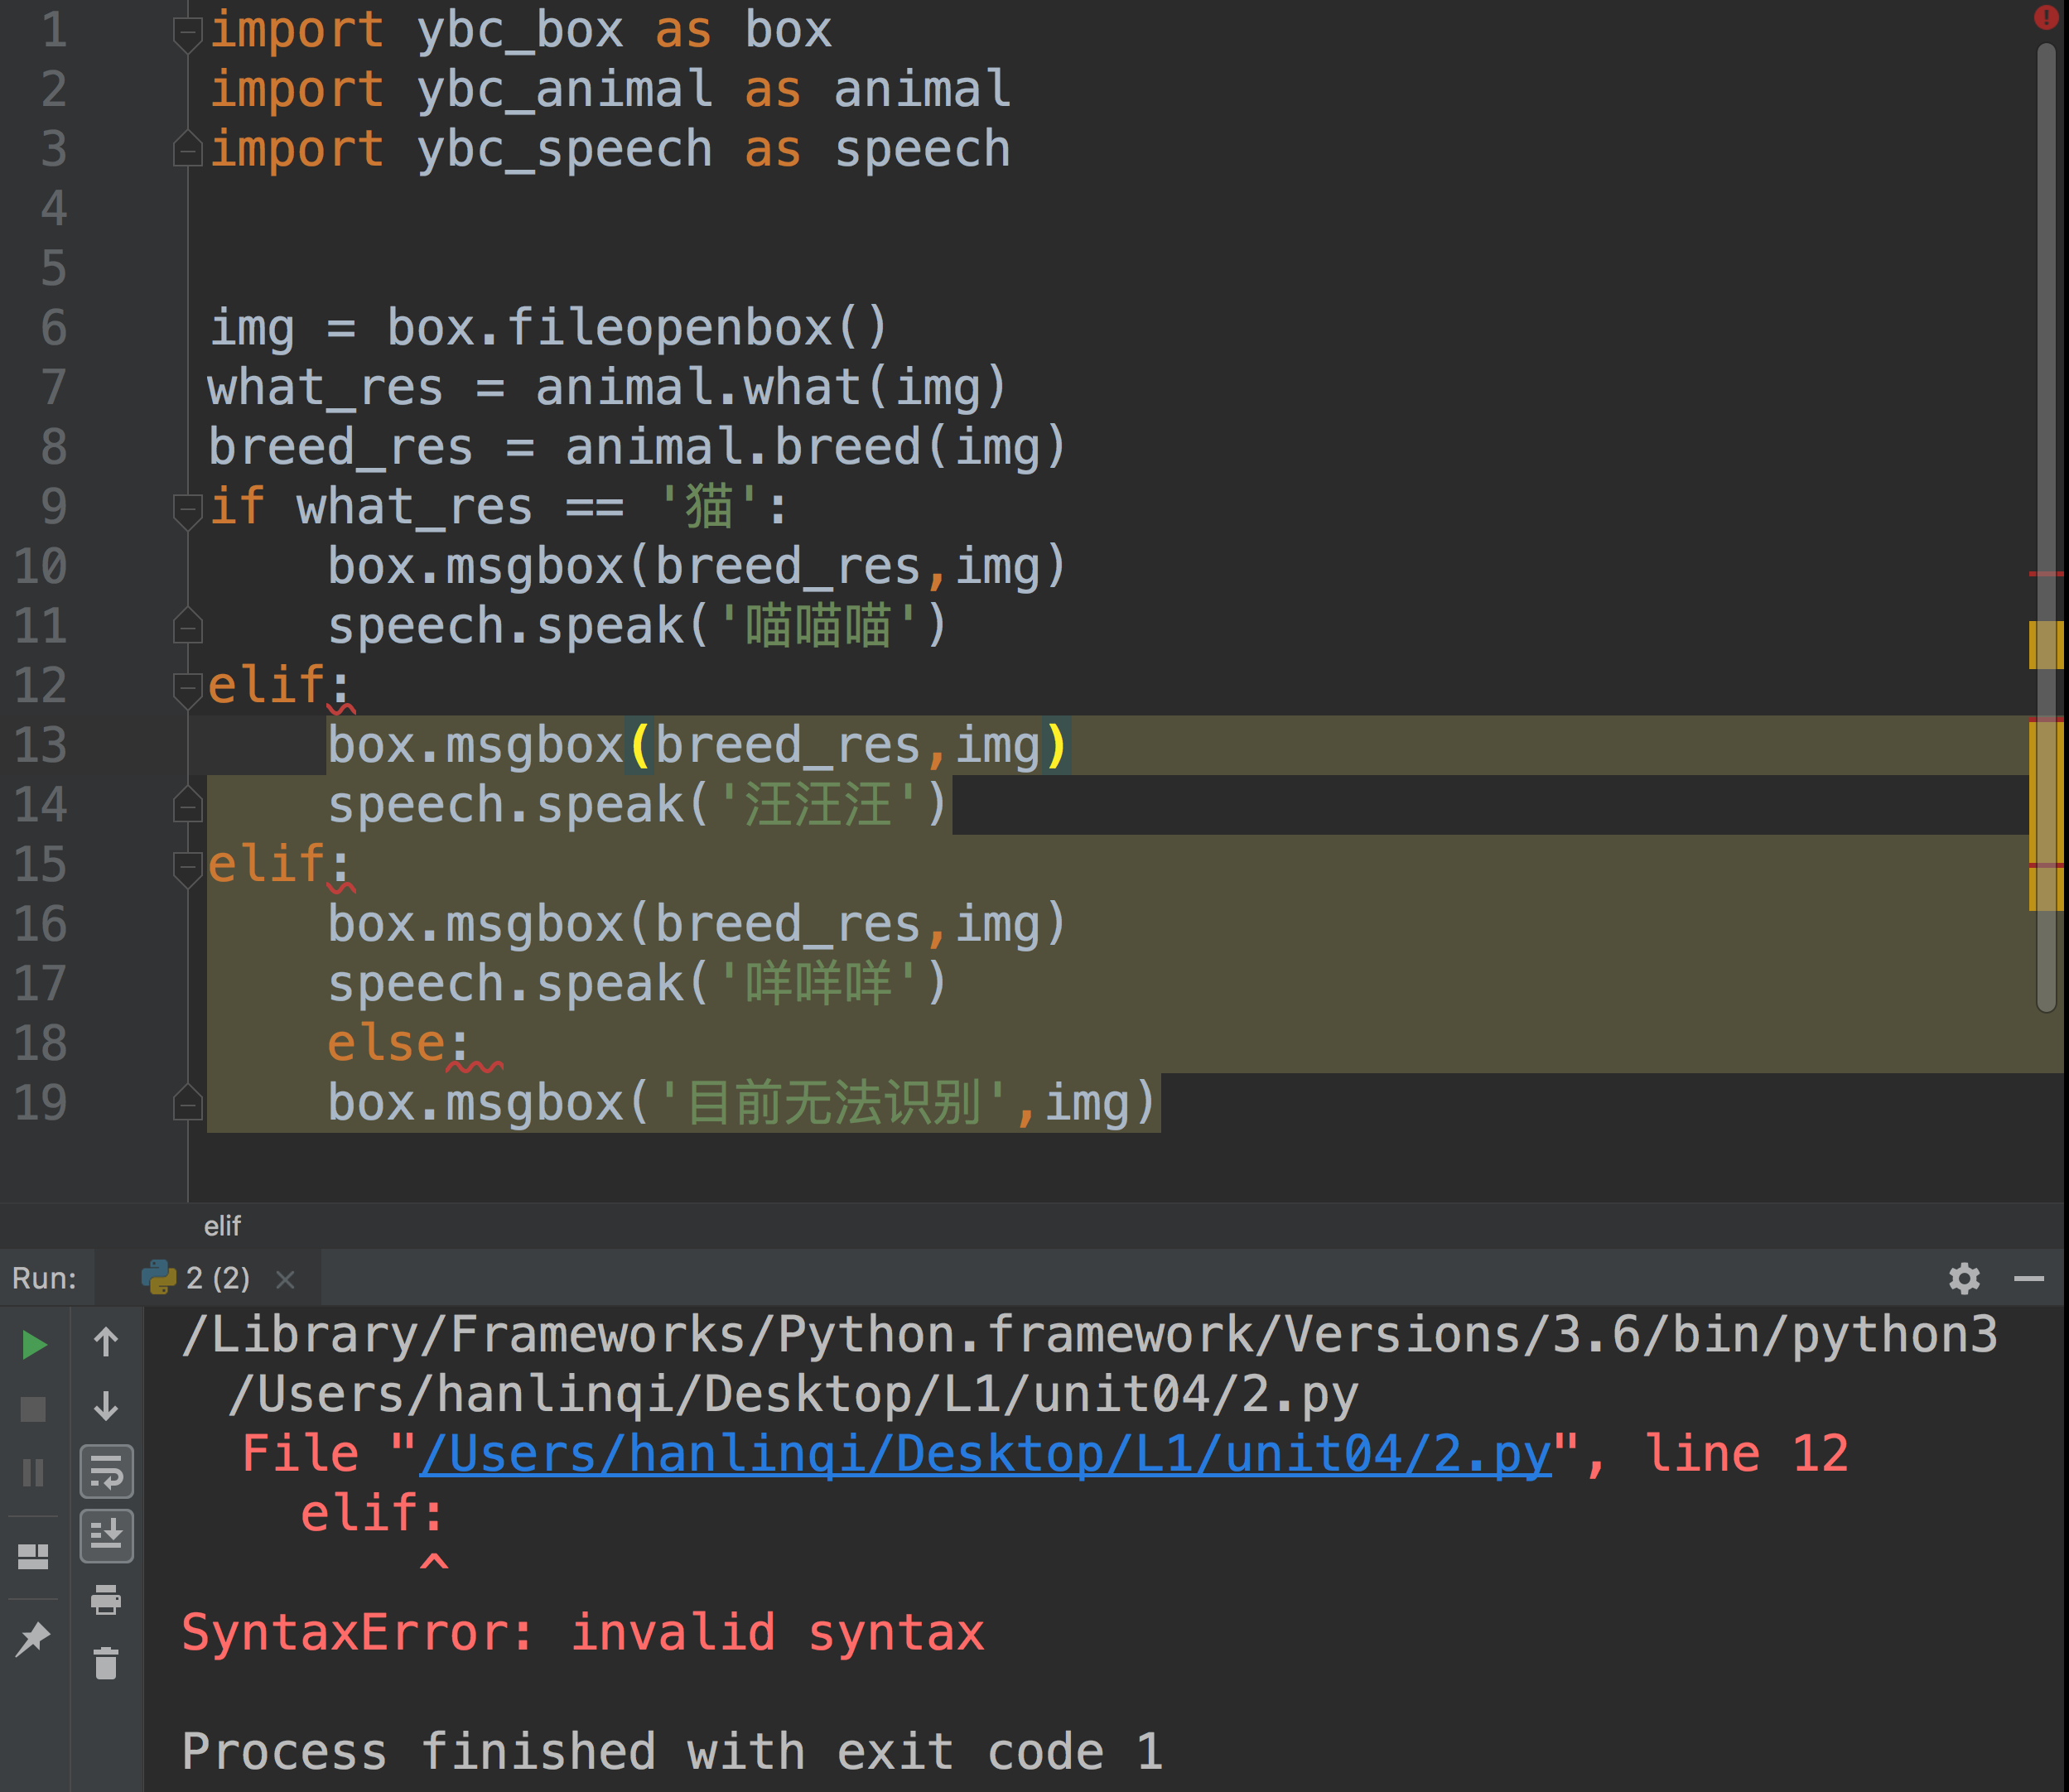 1 import ybc_box as box
2 import ybc_animal as animal
3 import ybc_speech as speech
4
5
6 img = box.fileopenbox()
7 what_res = animal.what(img)
8 breed_res = animal.breed(img)
9 if what_res == '猫':
10     box.msgbox(breed_res,img)
11     speech.speak('喵喵喵')
12 elif:
13     box.msgbox(breed_res,img)
14     speech.speak('汪汪汪')
15 elif:
16     box.msgbox(breed_res,img)
17     speech.speak('咩咩咩')
18     else:
19     box.msgbox('目前无法识别',img)
elif
Run: 2 (2)
/Library/Frameworks/Python.framework/Versions/3.6/bin/python3
/Users/hanlinqi/Desktop/L1/unit04/2.py
File "/Users/hanlinqi/Desktop/L1/unit04/2.py", line 12
elif:
^
SyntaxError: invalid syntax
Process finished with exit code 1